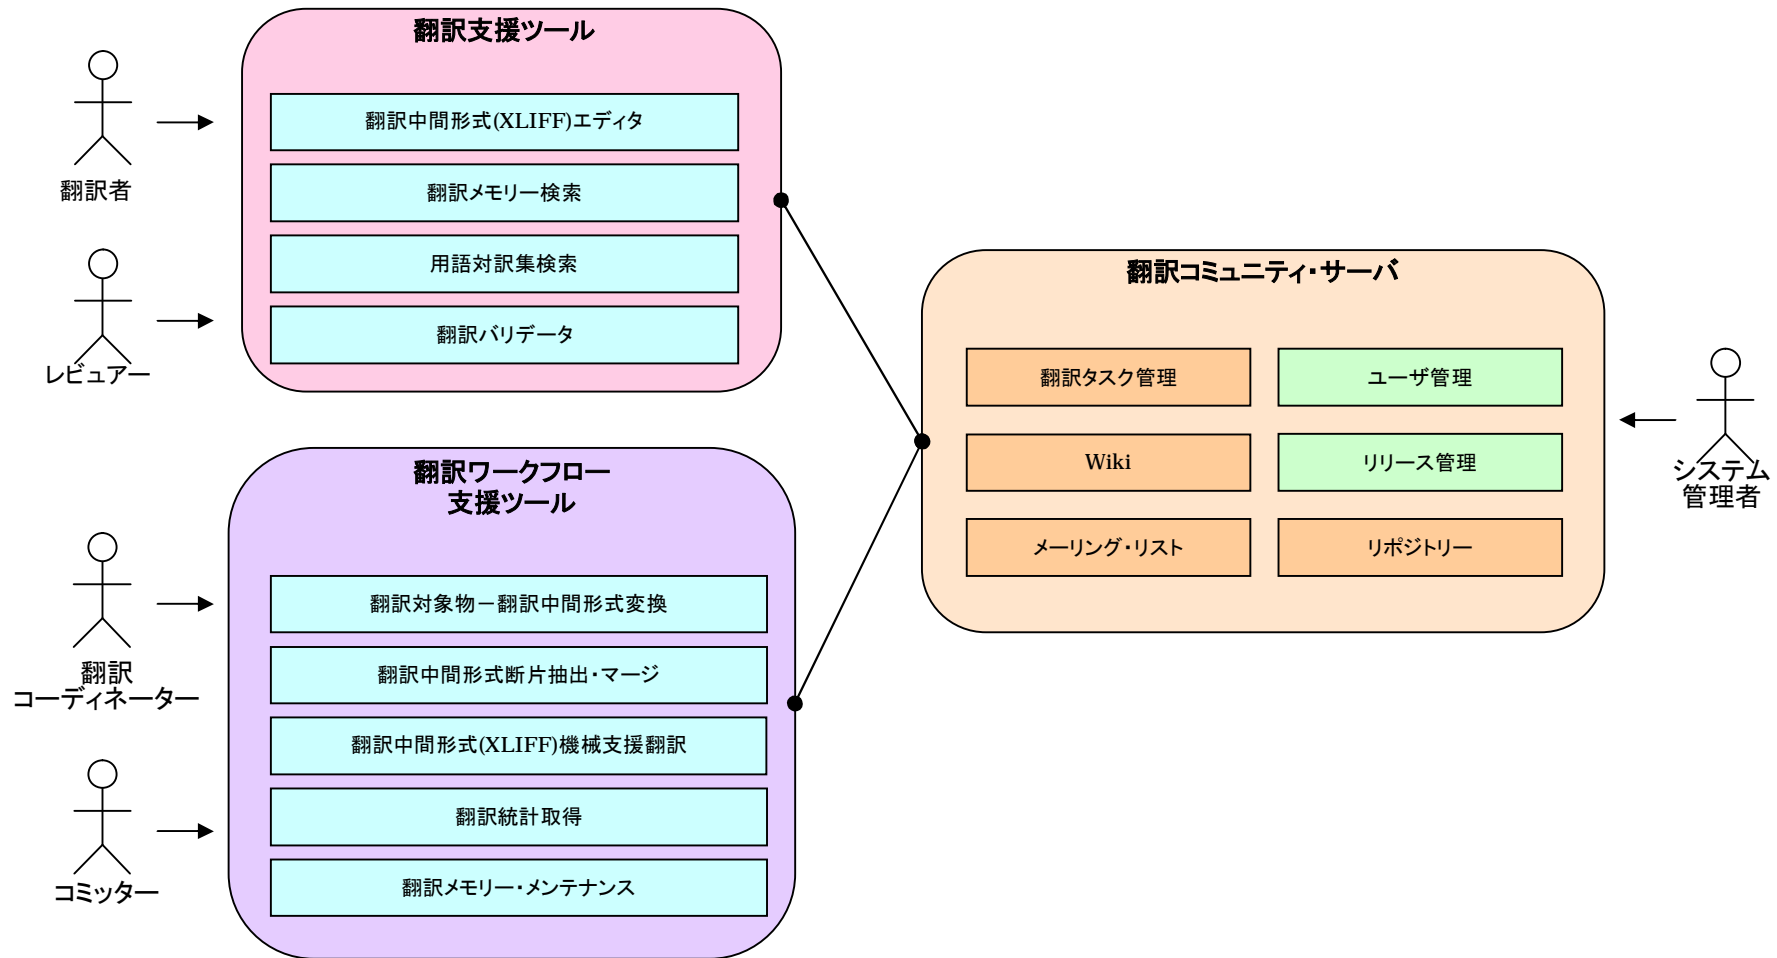 翻訳支援ツール
翻訳中間形式(XLIFF)エディタ
翻訳メモリー検索
用語対訳集検索
翻訳バリデータ
翻訳者
レビュアー
翻訳ワークフロー
支援ツール
翻訳対象物－翻訳中間形式変換
翻訳中間形式断片抽出・マージ
翻訳中間形式(XLIFF)機械支援翻訳
翻訳統計取得
翻訳メモリー・メンテナンス
翻訳
コーディネーター
コミッター
翻訳コミュニティ・サーバ
翻訳タスク管理
ユーザ管理
Wiki
リリース管理
メーリング・リスト
リポジトリー
システム
管理者